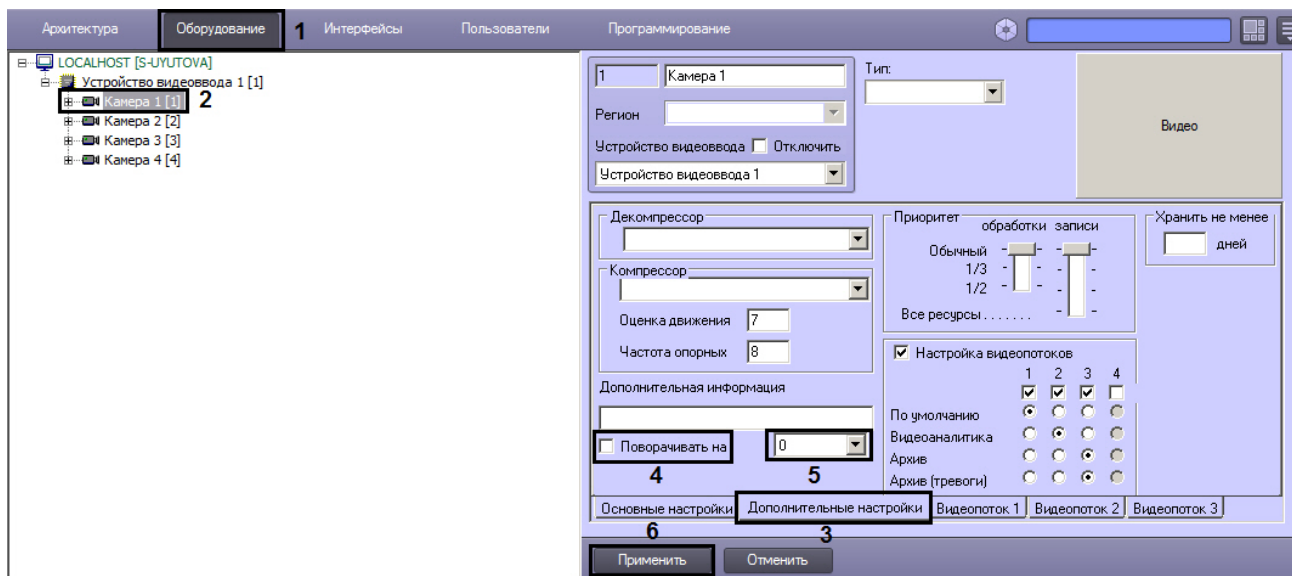 Архитектура Оборудование 1 Интерфейсы Пользователи Программирование
LOCALHOST [S-UYUTOVA]
Устройство видеоввода 1 [1]
Камера 1 [1] 2
Камера 2 [2]
Камера 3 [3]
Камера 4 [4]
1 Камера 1 Тип:
Регион
Видео
Устройство видеоввода Отключить
Устройство видеоввода 1
Декомпрессор
Компрессор
Оценка движения 7
Частота опорных 8
Дополнительная информация
Поворачивать на 0
4 5
Приоритет
обработки записи
Обычный
1/3
1/2
Все ресурсы . . . . . . .
Хранить не менее
дней
Настройка видеопотоков
1 2 3 4
По умолчанию
Видеоаналитика
Архив
Архив (тревоги)
Основные настройки Дополнительные настройки Видеопоток 1 Видеопоток 2 Видеопоток 3
6 3
Применить Отменить